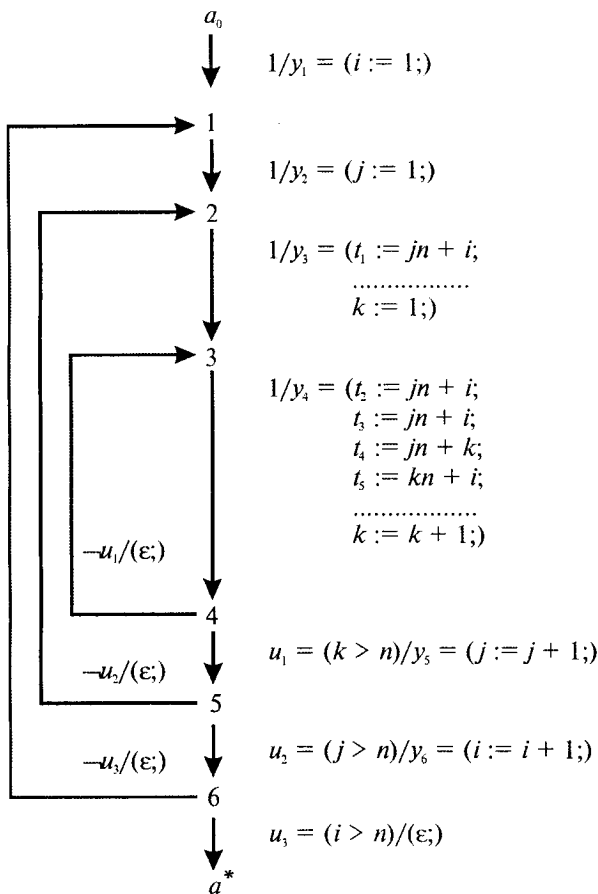 a₀
1/y₁ = (i := 1;)
1
1/y₂ = (j := 1;)
2
1/y₃ = (t₁ := jn + i;
.................
k := 1;)
3
1/y₄ = (t₂ := jn + i;
t₃ := jn + i;
t₄ := jn + k;
t₅ := kn + i;
.................
k := k + 1;)
–u₁/(ε;)
4
u₁ = (k > n)/y₅ = (j := j + 1;)
–u₂/(ε;)
5
u₂ = (j > n)/y₆ = (i := i + 1;)
–u₃/(ε;)
6
u₃ = (i > n)/(ε;)
a*